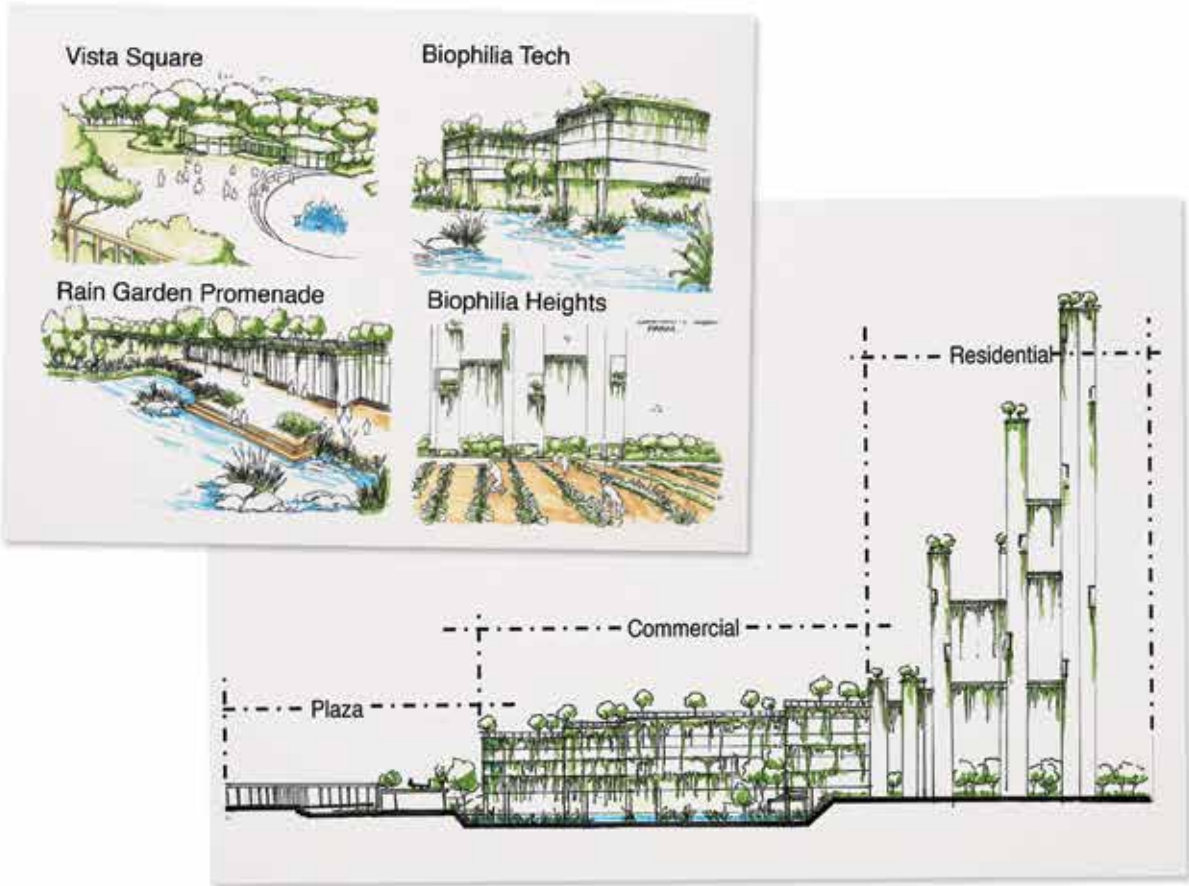 Vista Square
Biophilia Tech
Rain Garden Promenade
Biophilia Heights
Residential
Commercial
Plaza